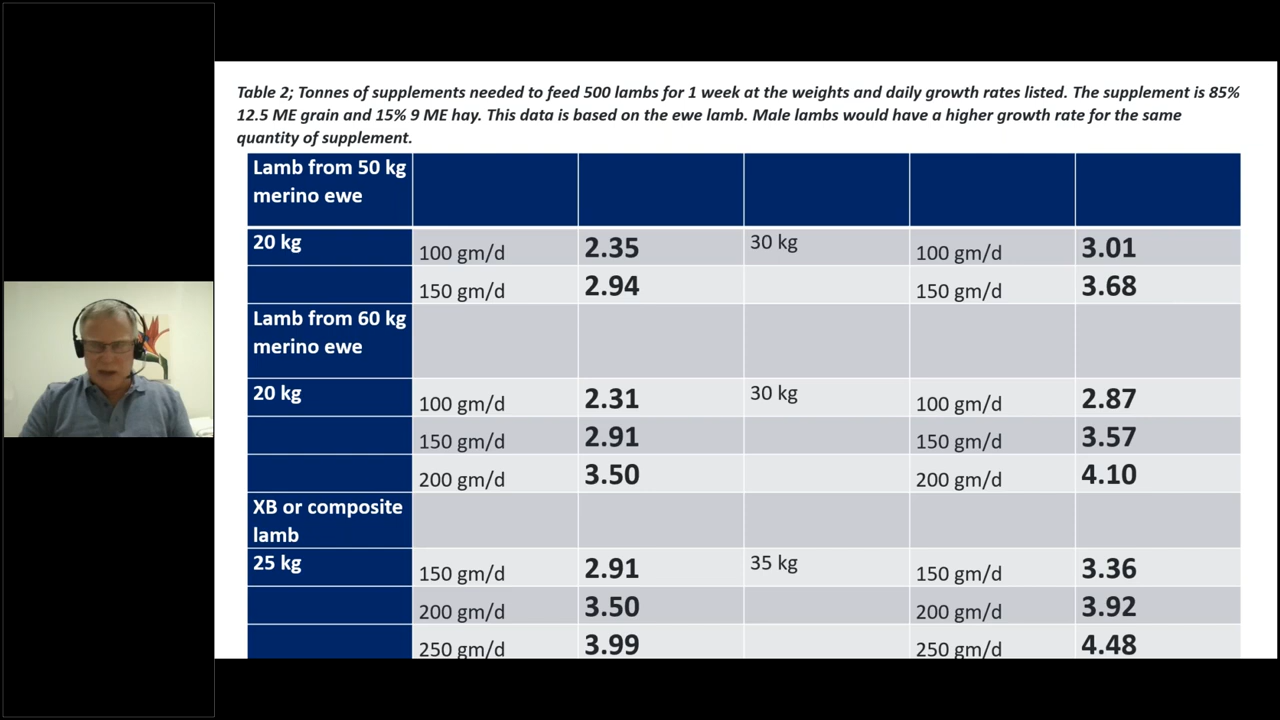 Table 2; Tonnes of supplements needed to feed 500 lambs for 1 week at the weights and daily growth rates listed. The supplement is 85%
12.5 ME grain and 15% 9 ME hay. This data is based on the ewe lamb. Male lambs would have a higher growth rate for the same
quantity of supplement.
Lamb from 50 kg
merino ewe
20 kg 100 gm/d 2.35 30 kg 100 gm/d 3.01
150 gm/d 2.94 150 gm/d 3.68
Lamb from 60 kg
merino ewe
20 kg 100 gm/d 2.31 30 kg 100 gm/d 2.87
150 gm/d 2.91 150 gm/d 3.57
200 gm/d 3.50 200 gm/d 4.10
XB or composite
lamb
25 kg 150 gm/d 2.91 35 kg 150 gm/d 3.36
200 gm/d 3.50 200 gm/d 3.92
250 gm/d 3.99 250 gm/d 4.48